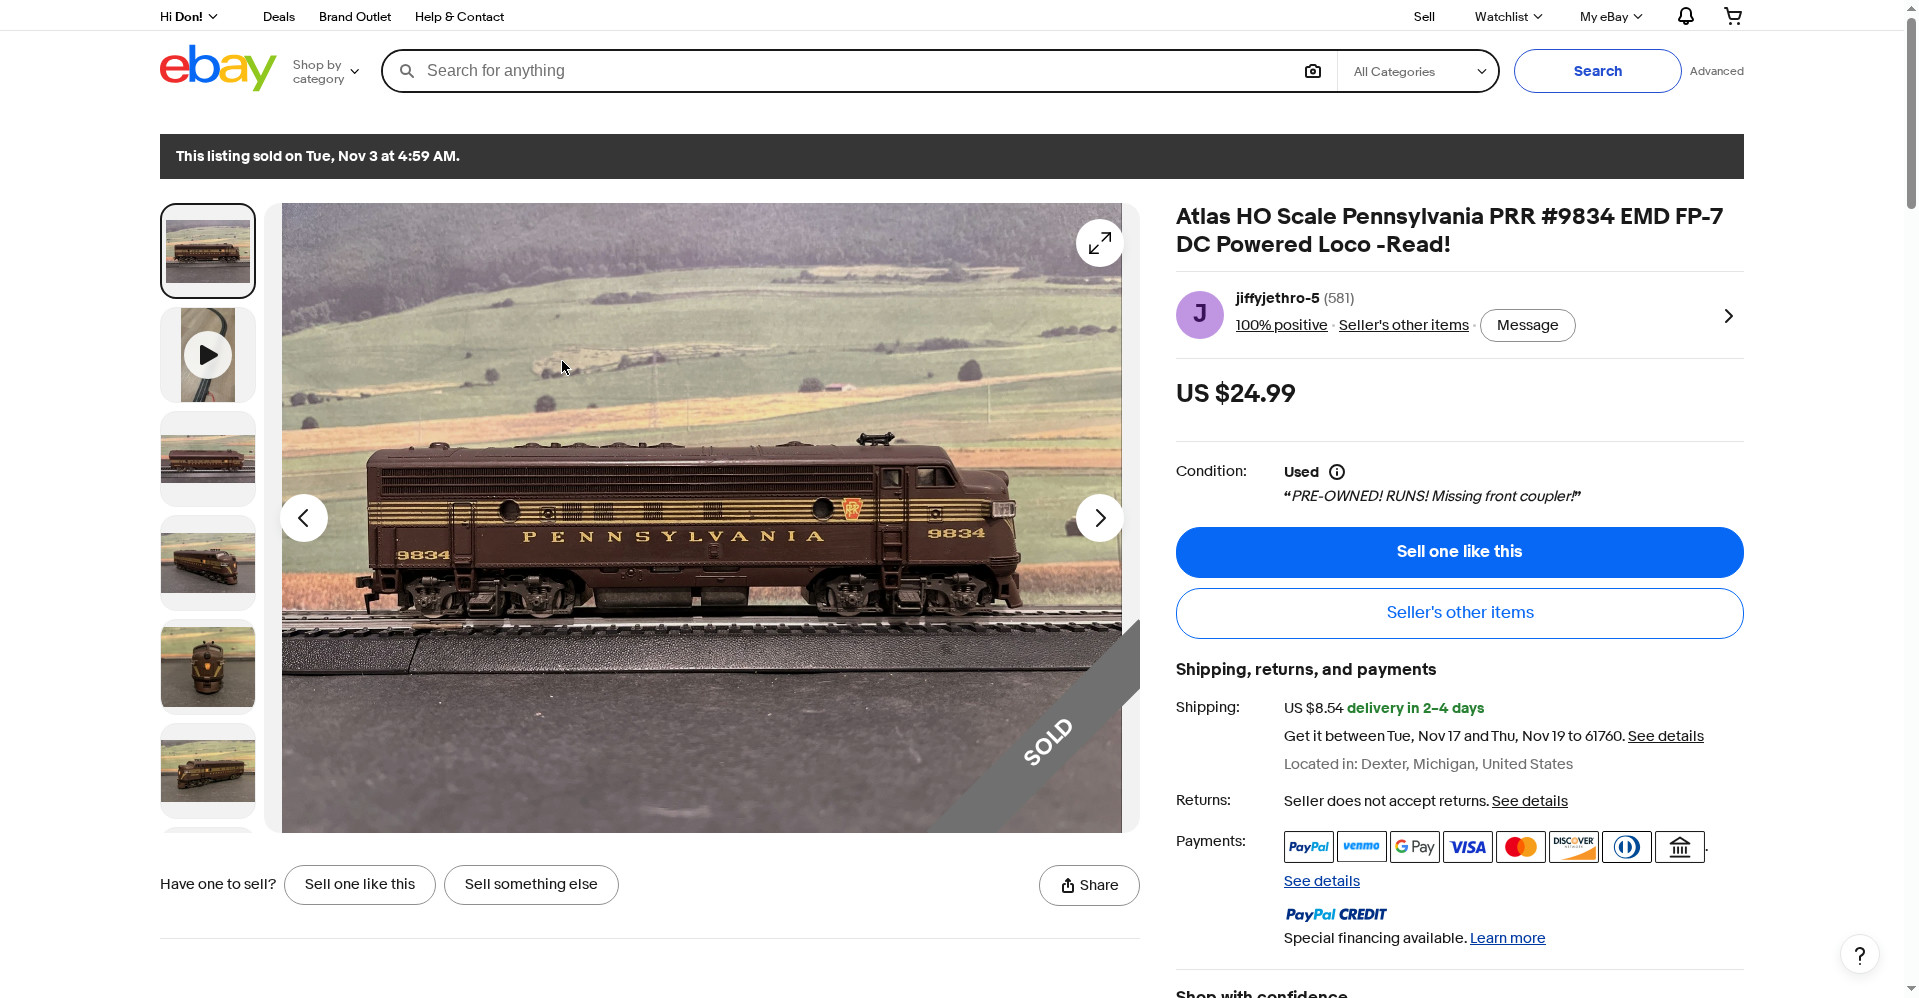 Hi Don!
Deals
Brand Outlet
Help & Contact
Sell
Watchlist
My eBay
ebay
Shop by
category
Search for anything
All Categories
Search
Advanced
This listing sold on Tue, Nov 3 at 4:59 AM.
PENNSYLVANIA
9834
9834
SOLD
Have one to sell?
Sell one like this
Sell something else
Share
Atlas HO Scale Pennsylvania PRR #9834 EMD FP-7
DC Powered Loco -Read!
J
jiffyjethro-5 (581)
100% positive · Seller's other items · Message
US $24.99
Condition:
Used
“PRE-OWNED! RUNS! Missing front coupler!”
Sell one like this
Seller's other items
Shipping, returns, and payments
Shipping:
US $8.54 delivery in 2–4 days
Get it between Tue, Nov 17 and Thu, Nov 19 to 61760. See details
Located in: Dexter, Michigan, United States
Returns:
Seller does not accept returns. See details
Payments:
PayPal venmo G Pay VISA DISCOVER
See details
PayPal CREDIT
Special financing available. Learn more
?
Shop with confidence